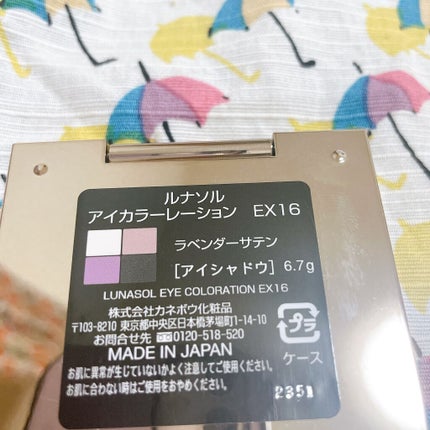 ルナソル
アイカラーレーション EX16
ラベンダーサテン
[アイシャドウ] 6.7g
LUNASOL EYE COLORATION EX16
株式会社カネボウ化粧品
〒103-8210 東京都中央区日本橋茅場町1-14-10
お問合せ先 0120-518-520
MADE IN JAPAN
お肌に異常が生じていないかよく注意してご使用ください。
お肌に合わない時はご使用をおやめください。
プラ
ケース